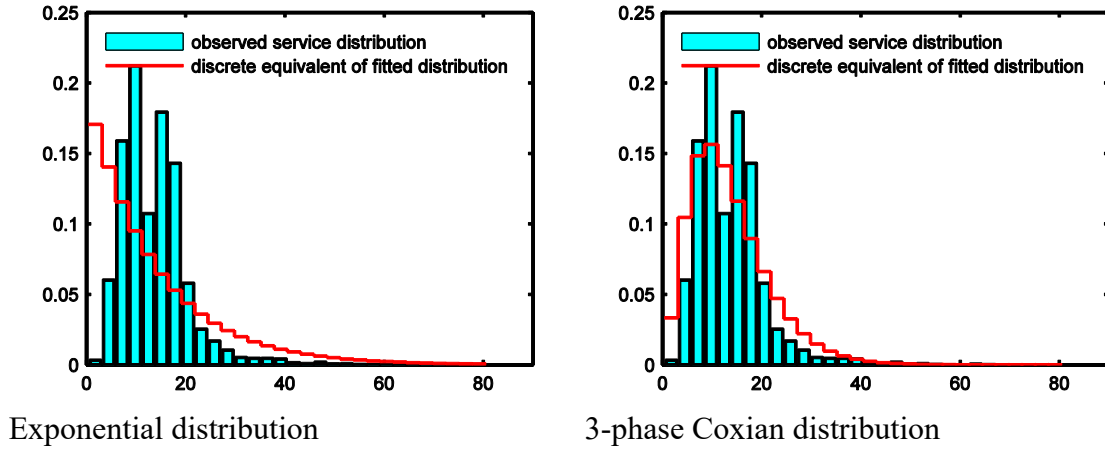 0.25
observed service distribution
discrete equivalent of fitted distribution
0.2
0.15
0.1
0.05
0
0 20 40 60 80
Exponential distribution
0.25
observed service distribution
discrete equivalent of fitted distribution
0.2
0.15
0.1
0.05
0
0 20 40 60 80
3-phase Coxian distribution